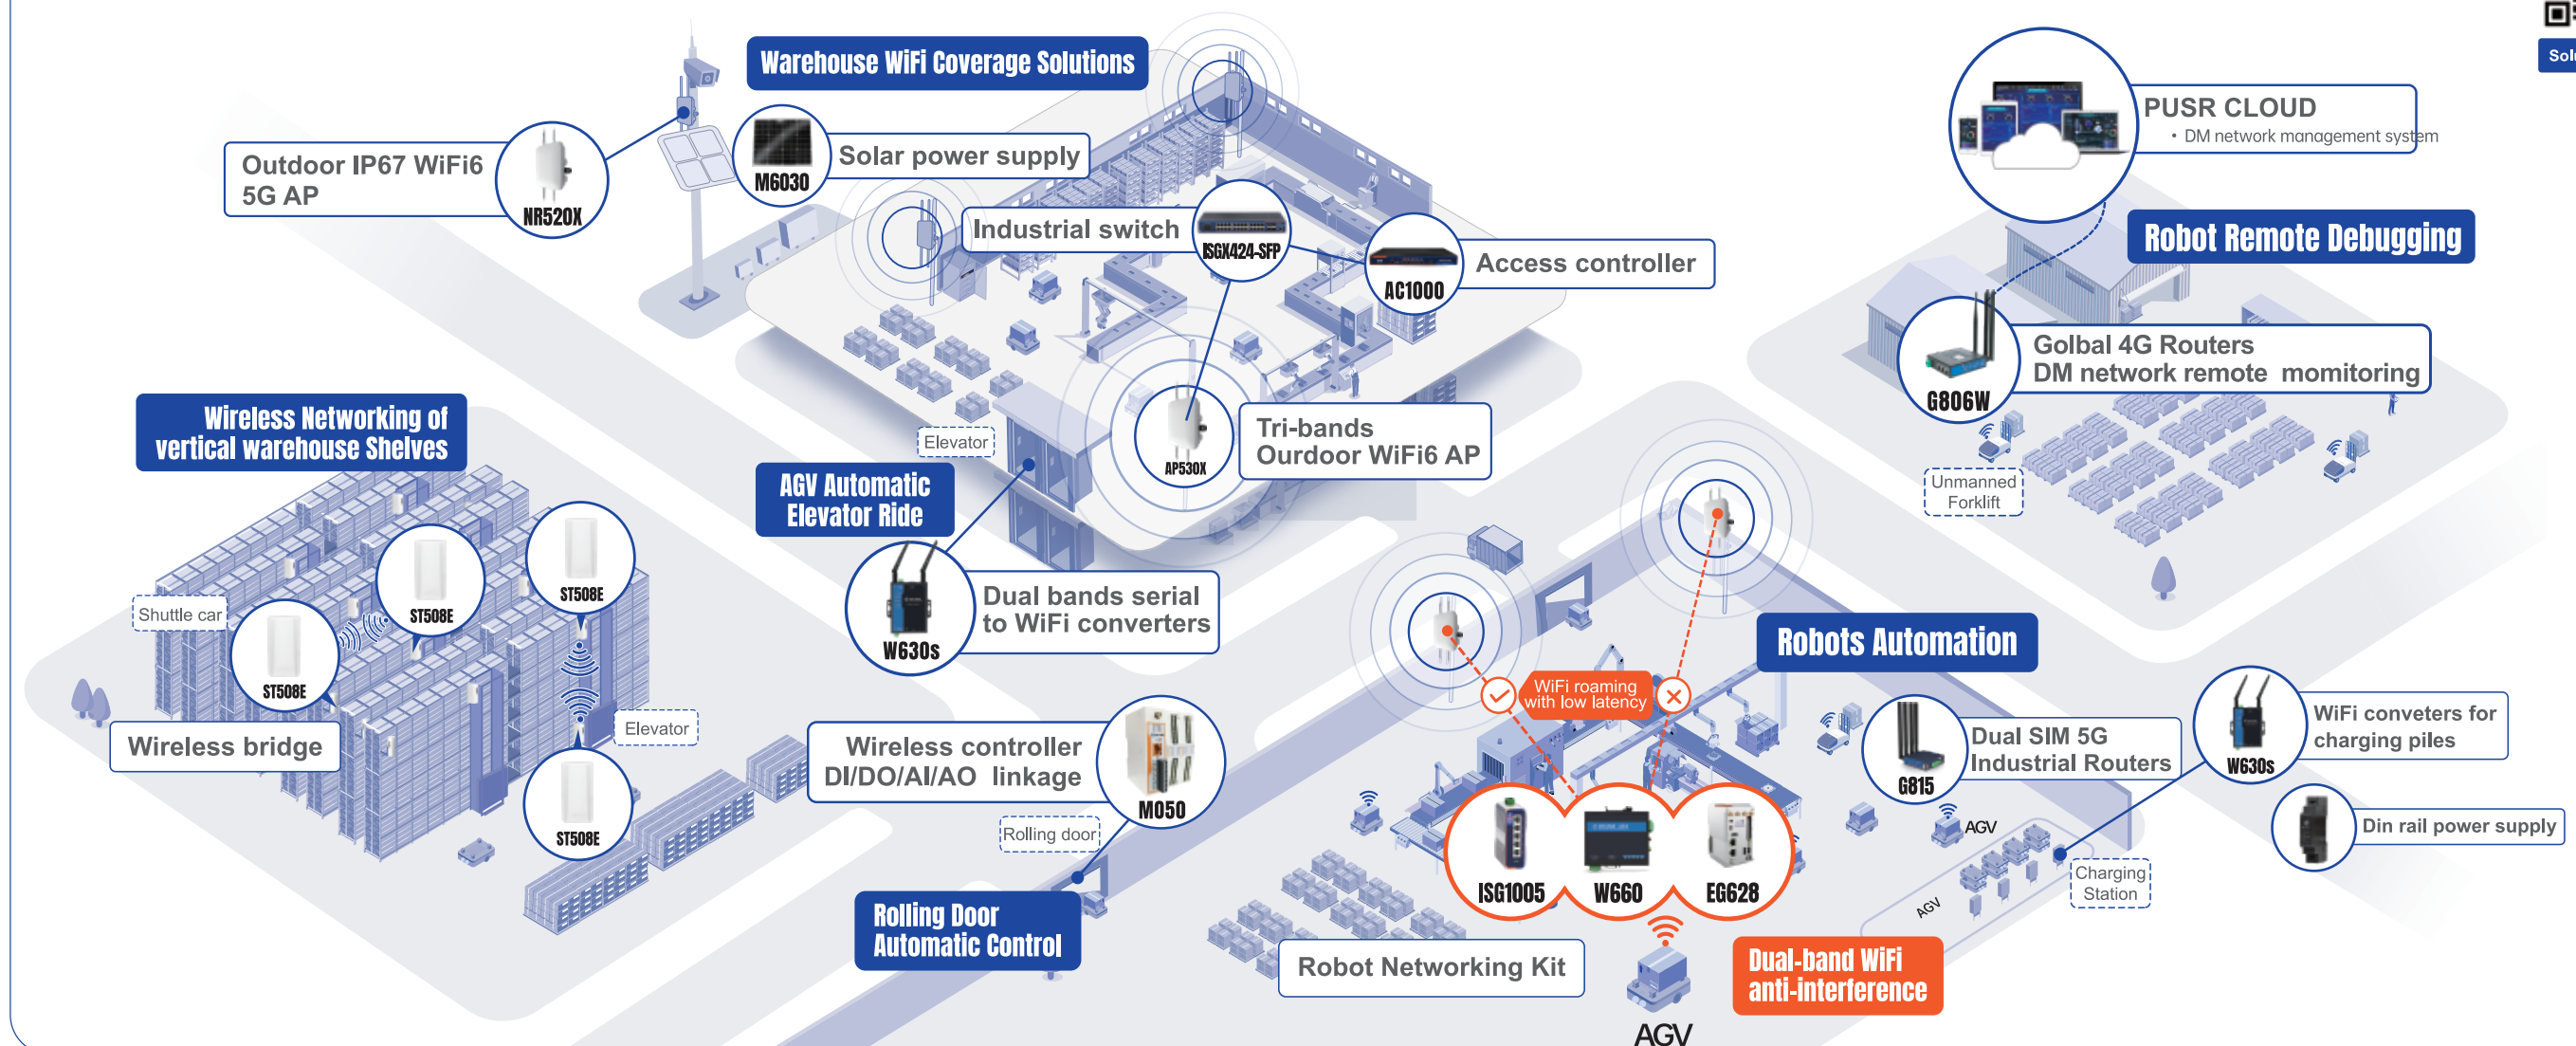 Warehouse WiFi Coverage Solutions
Outdoor IP67 WiFi6
5G AP
NR520X
M6030
Solar power supply
Industrial switch
ISGX424-SFP
AC1000
Access controller
AP530X
Tri-bands
Ourdoor WiFi6 AP
Elevator
AGV Automatic
Elevator Ride
W630s
Dual bands serial
to WiFi converters
PUSR CLOUD
• DM network management system
Robot Remote Debugging
G806W
Golbal 4G Routers
DM network remote momitoring
Unmanned
Forklift
Wireless Networking of
vertical warehouse Shelves
Shuttle car
ST508E
ST508E
ST508E
ST508E
Wireless bridge
Elevator
Wireless controller
DI/DO/AI/AO linkage
M050
Rolling door
Rolling Door
Automatic Control
Robots Automation
WiFi roaming
with low latency
G815
Dual SIM 5G
Industrial Routers
W630s
WiFi conveters for
charging piles
Din rail power supply
AGV
AGV
Charging
Station
ISG1005
W660
EG628
Robot Networking Kit
Dual-band WiFi
anti-interference
AGV